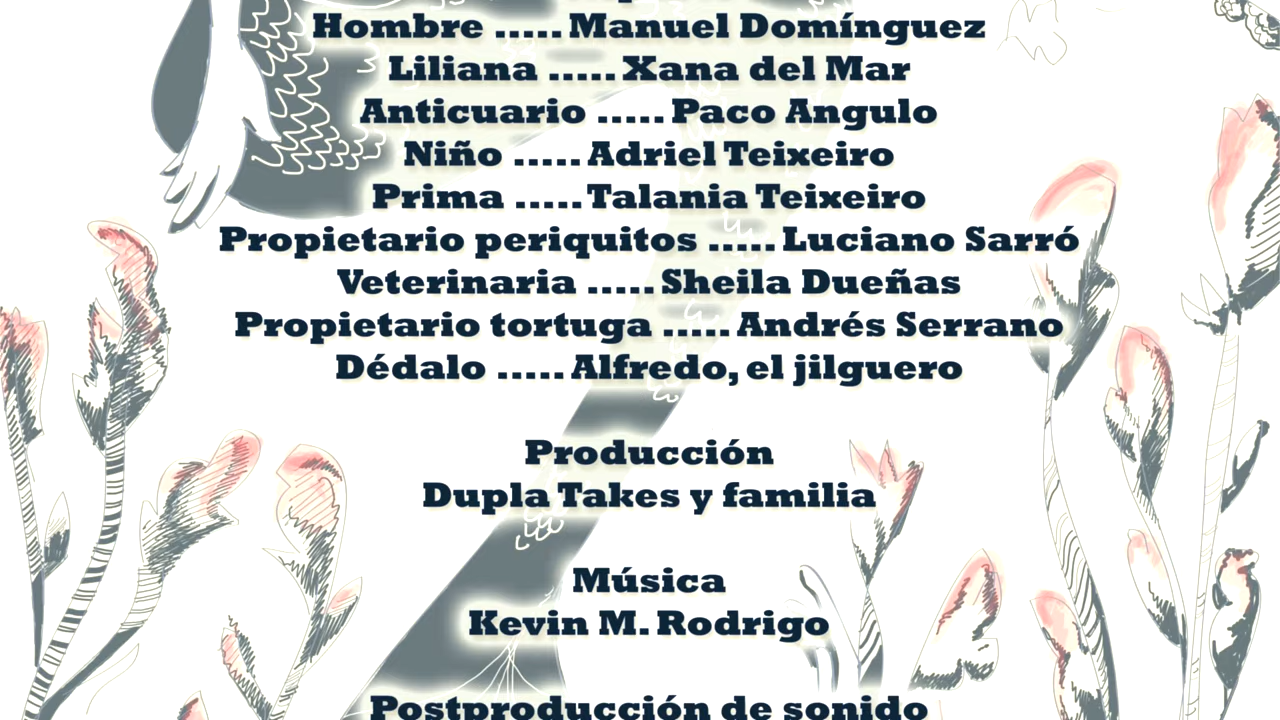 Hombre ..... Manuel Domínguez
Liliana ..... Xana del Mar
Anticuario ..... Paco Angulo
Niño ..... Adriel Teixeiro
Prima ..... Talania Teixeiro
Propietario periquitos ..... Luciano Sarró
Veterinaria ..... Sheila Dueñas
Propietario tortuga ..... Andrés Serrano
Dédalo ..... Alfredo, el jilguero
Producción
Dupla Takes y familia
Música
Kevin M. Rodrigo
Postproducción de sonido